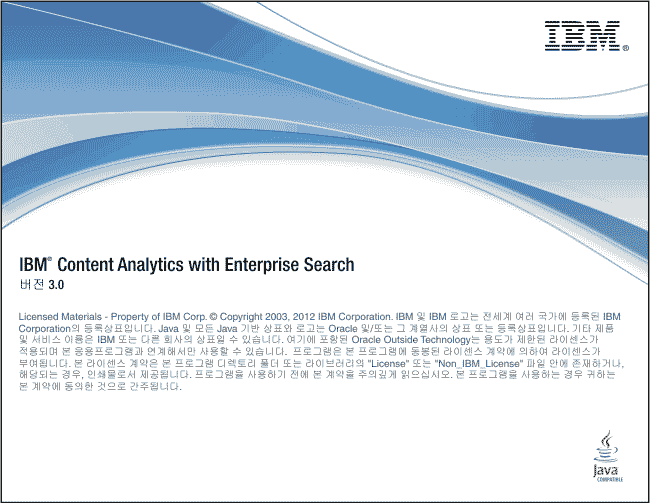 IBM®
IBM® Content Analytics with Enterprise Search
버전 3.0
Licensed Materials - Property of IBM Corp. © Copyright 2003, 2012 IBM Corporation. IBM 및 IBM 로고는 전세계 여러 국가에 등록된 IBM
Corporation의 등록상표입니다. Java 및 모든 Java 기반 상표와 로고는 Oracle 및/또는 그 계열사의 상표 또는 등록상표입니다. 기타 제품
및 서비스 이름은 IBM 또는 다른 회사의 상표일 수 있습니다. 여기에 포함된 Oracle Outside Technology는 용도가 제한된 라이센스가
적용되며 본 응용프로그램과 연계해서만 사용할 수 있습니다. 프로그램은 본 프로그램에 동봉된 라이센스 계약에 의하여 라이센스가
부여됩니다. 본 라이센스 계약은 본 프로그램 디렉토리 폴더 또는 라이브러리의 "License" 또는 "Non_IBM_License" 파일 안에 존재하거나,
해당되는 경우, 인쇄물로서 제공됩니다. 프로그램을 사용하기 전에 본 계약을 주의깊게 읽으십시오. 본 프로그램을 사용하는 경우 귀하는
본 계약에 동의한 것으로 간주됩니다.
Java
COMPATIBLE